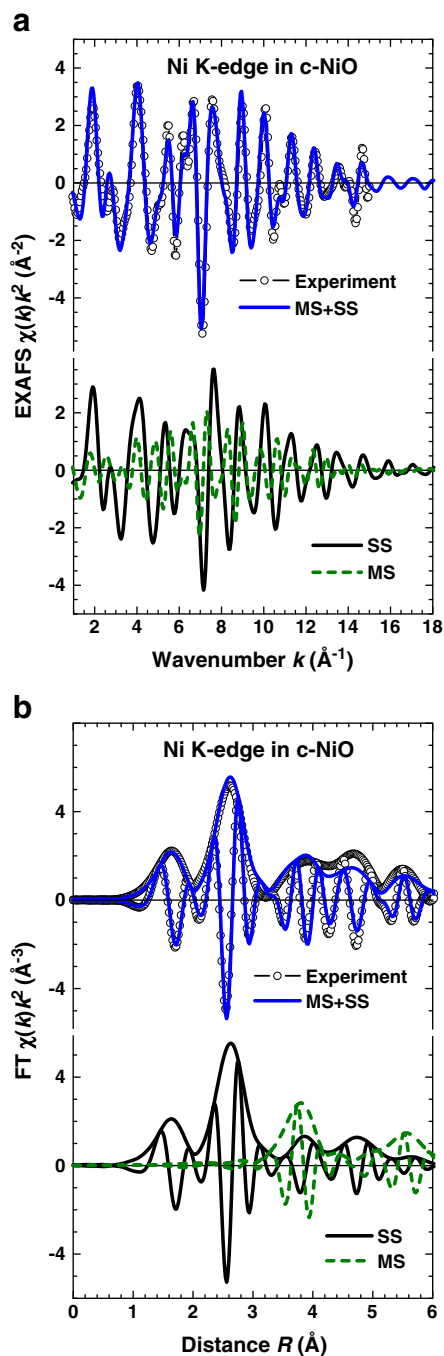 a
Ni K-edge in c-NiO
4
2
0
-2
-4
Experiment
MS+SS
2
0
-2
-4
SS
MS
EXAFS χ(k)k² (Å⁻²)
2 4 6 8 10 12 14 16 18
Wavenumber k (Å⁻¹)
b
Ni K-edge in c-NiO
4
0
-4
Experiment
MS+SS
4
0
-4
SS
MS
FT χ(k)k² (Å⁻³)
0 1 2 3 4 5 6
Distance R (Å)